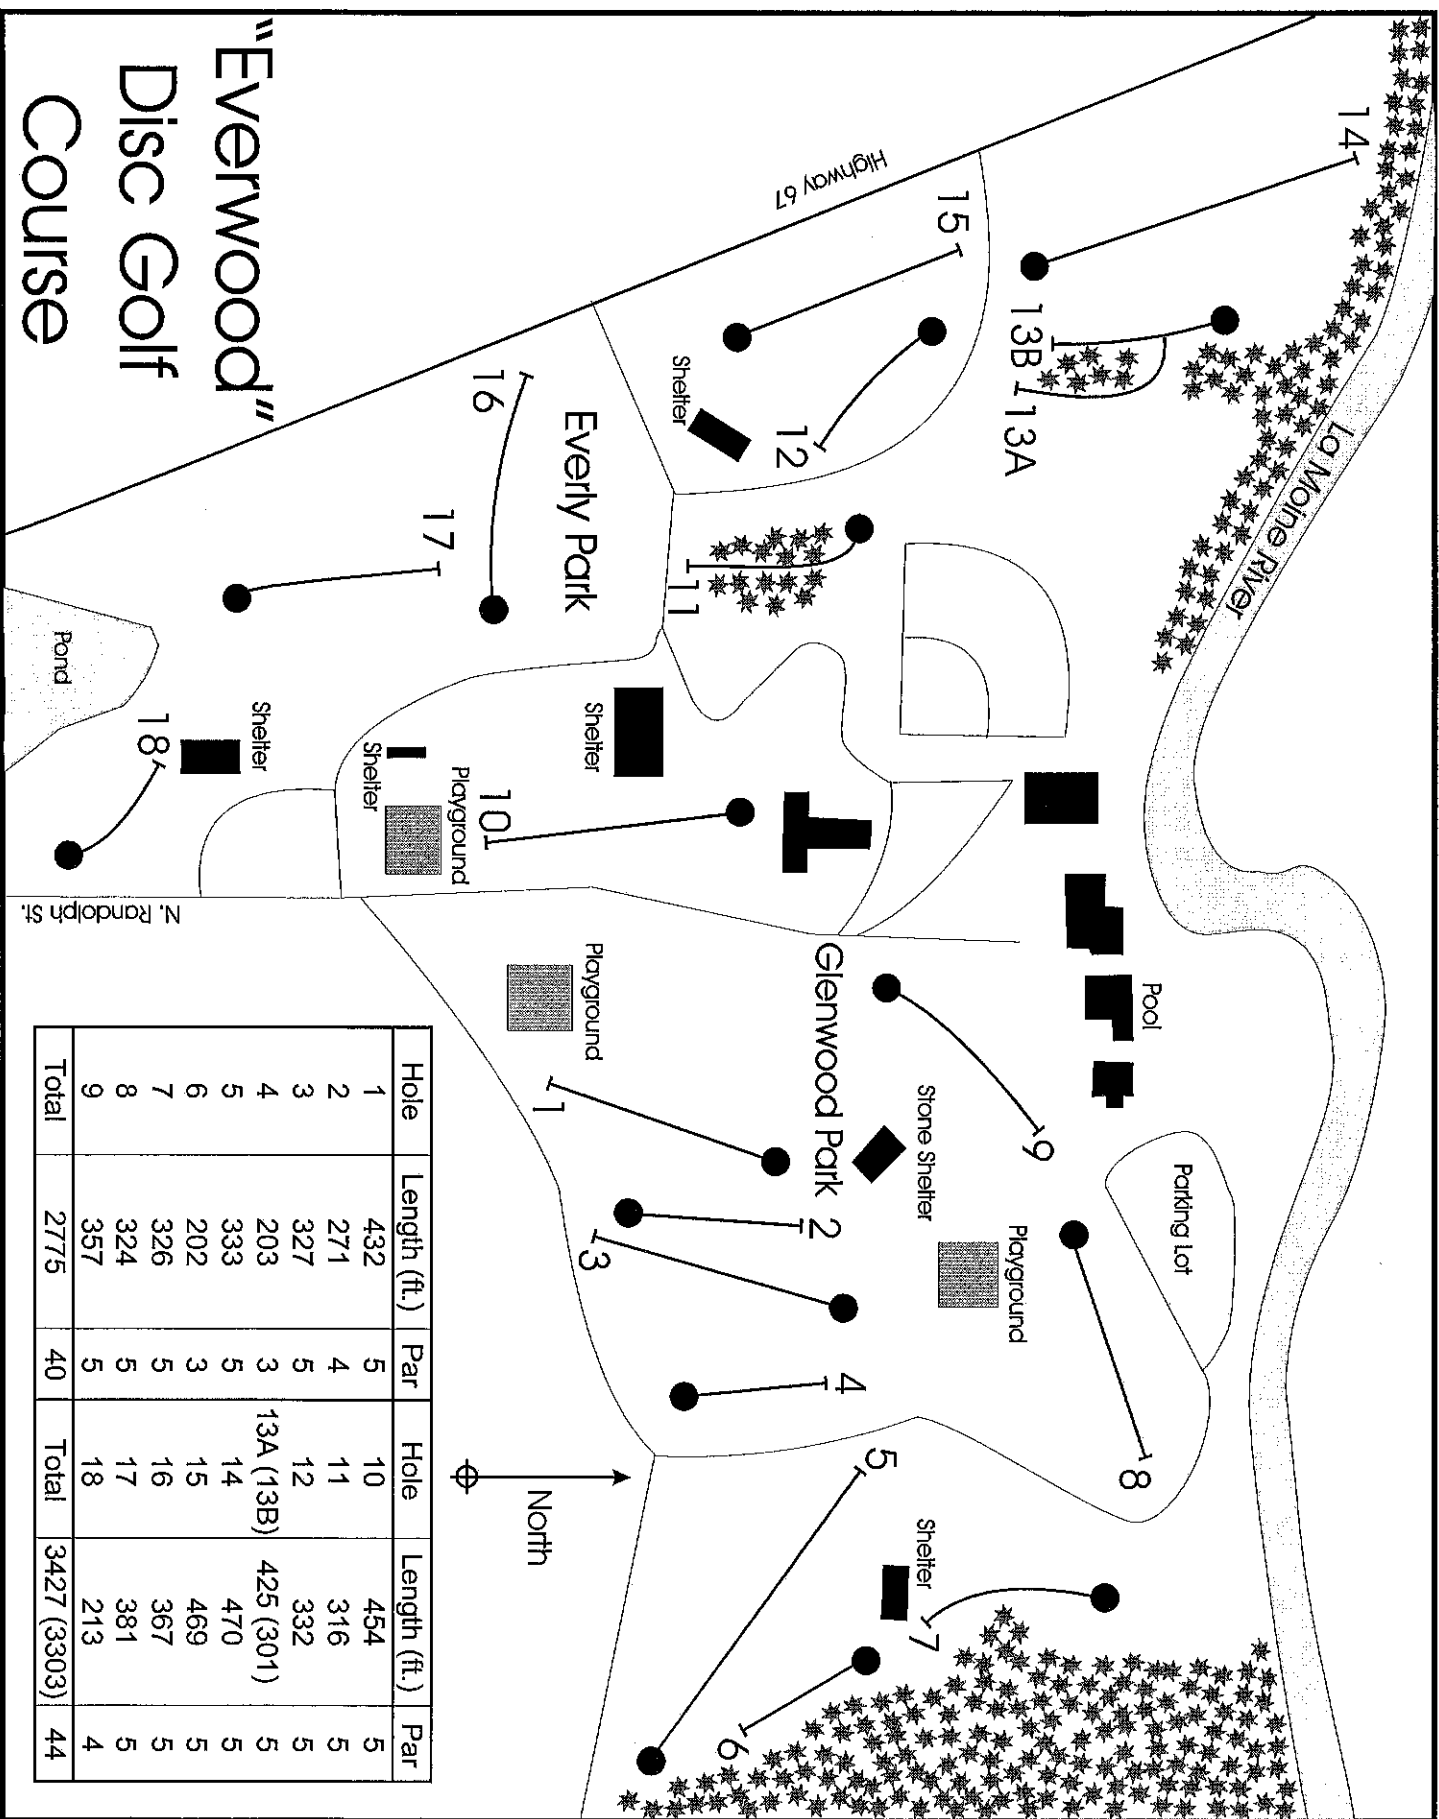 "Everwood"
Disc Golf
Course
La Moine River
Highway 67
14
15
13B
13A
12
Shelter
16
Everly Park
17
11
Pond
18
Shelter
Shelter
Shelter
Playground
10
N. Randolph St.
Pool
Glenwood Park
Playground
1
Stone Shelter
9
Parking Lot
2
3
Playground
4
8
5
Shelter
7
6
North
Hole Length (ft.) Par Hole Length (ft.) Par
1 432 5 10 454 5
2 271 4 11 316 5
3 327 5 12 332 5
4 203 3 13A (13B) 425 (301) 5
5 333 5 14 470 5
6 202 3 15 469 5
7 326 5 16 367 5
8 324 5 17 381 5
9 357 5 18 213 4
Total 2775 40 Total 3427 (3303) 44